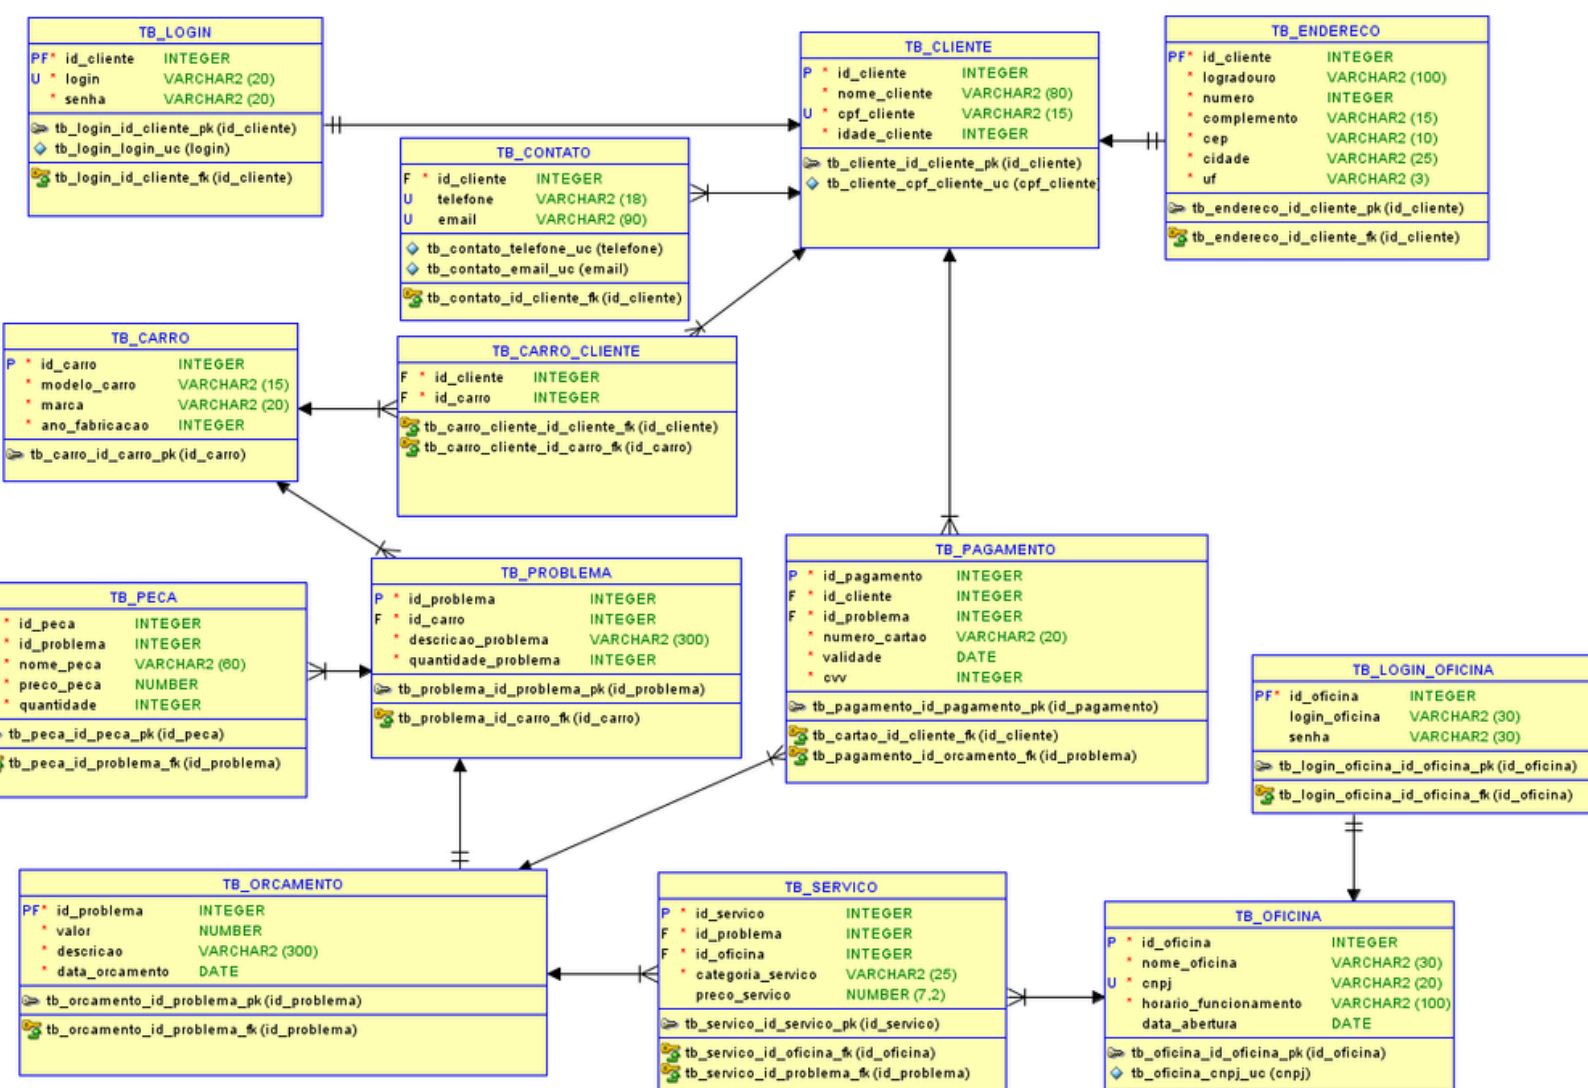 TB_LOGIN
PF* id_cliente INTEGER
U * login VARCHAR2 (20)
* senha VARCHAR2 (20)
tb_login_id_cliente_pk (id_cliente)
tb_login_login_uc (login)
tb_login_id_cliente_fk (id_cliente)
TB_CONTATO
F * id_cliente INTEGER
U telefone VARCHAR2 (18)
U email VARCHAR2 (90)
tb_contato_telefone_uc (telefone)
tb_contato_email_uc (email)
tb_contato_id_cliente_fk (id_cliente)
TB_CLIENTE
P * id_cliente INTEGER
* nome_cliente VARCHAR2 (80)
U * cpf_cliente VARCHAR2 (15)
* idade_cliente INTEGER
tb_cliente_id_cliente_pk (id_cliente)
tb_cliente_cpf_cliente_uc (cpf_cliente
TB_ENDERECO
PF* id_cliente INTEGER
* logradouro VARCHAR2 (100)
* numero INTEGER
* complemento VARCHAR2 (15)
* cep VARCHAR2 (10)
* cidade VARCHAR2 (25)
* uf VARCHAR2 (3)
tb_endereco_id_cliente_pk (id_cliente)
tb_endereco_id_cliente_fk (id_cliente)
TB_CARRO
P * id_carro INTEGER
* modelo_carro VARCHAR2 (15)
* marca VARCHAR2 (20)
* ano_fabricacao INTEGER
tb_carro_id_carro_pk (id_carro)
TB_CARRO_CLIENTE
F * id_cliente INTEGER
F * id_carro INTEGER
tb_carro_cliente_id_cliente_fk (id_cliente)
tb_carro_cliente_id_carro_fk (id_carro)
TB_PECA
* id_peca INTEGER
* id_problema INTEGER
* nome_peca VARCHAR2 (60)
* preco_peca NUMBER
* quantidade INTEGER
tb_peca_id_peca_pk (id_peca)
tb_peca_id_problema_fk (id_problema)
TB_PROBLEMA
P * id_problema INTEGER
F * id_carro INTEGER
* descricao_problema VARCHAR2 (300)
* quantidade_problema INTEGER
tb_problema_id_problema_pk (id_problema)
tb_problema_id_carro_fk (id_carro)
TB_PAGAMENTO
P * id_pagamento INTEGER
F * id_cliente INTEGER
F * id_problema INTEGER
* numero_cartao VARCHAR2 (20)
* validade DATE
* cvv INTEGER
tb_pagamento_id_pagamento_pk (id_pagamento)
tb_cartao_id_cliente_fk (id_cliente)
tb_pagamento_id_orcamento_fk (id_problema)
TB_LOGIN_OFICINA
PF* id_oficina INTEGER
login_oficina VARCHAR2 (30)
senha VARCHAR2 (30)
tb_login_oficina_id_oficina_pk (id_oficina)
tb_login_oficina_id_oficina_fk (id_oficina)
TB_ORCAMENTO
PF* id_problema INTEGER
* valor NUMBER
* descricao VARCHAR2 (300)
* data_orcamento DATE
tb_orcamento_id_problema_pk (id_problema)
tb_orcamento_id_problema_fk (id_problema)
TB_SERVICO
P * id_servico INTEGER
F * id_problema INTEGER
F * id_oficina INTEGER
* categoria_servico VARCHAR2 (25)
preco_servico NUMBER (7,2)
tb_servico_id_servico_pk (id_servico)
tb_servico_id_oficina_fk (id_oficina)
tb_servico_id_problema_fk (id_problema)
TB_OFICINA
P * id_oficina INTEGER
* nome_oficina VARCHAR2 (30)
U * cnpj VARCHAR2 (20)
* horario_funcionamento VARCHAR2 (100)
data_abertura DATE
tb_oficina_id_oficina_pk (id_oficina)
tb_oficina_cnpj_uc (cnpj)